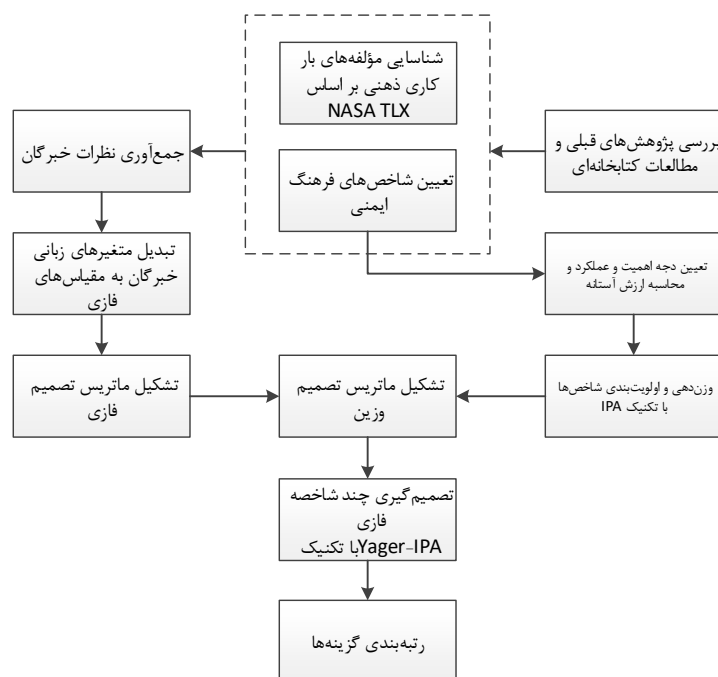 شناسایی مؤلفه‌های بار
کاری ذهنی بر اساس
NASA TLX
بررسی پژوهش‌های قبلی و
مطالعات کتابخانه‌ای
جمع‌آوری نظرات خبرگان
تعیین شاخص‌های فرهنگ
ایمنی
تبدیل متغیرهای زبانی
خبرگان به مقیاس‌های
فازی
تعیین دجه اهمیت و عملکرد و
محاسبه ارزش آستانه
تشکیل ماتریس تصمیم
فازی
تشکیل ماتریس تصمیم
وزین
وزن‌دهی و اولویت‌بندی شاخص‌ها
با تکنیک IPA
تصمیم‌گیری چند شاخصه
فازی
با تکنیکYager-IPA
رتبه‌بندی گزینه‌ها